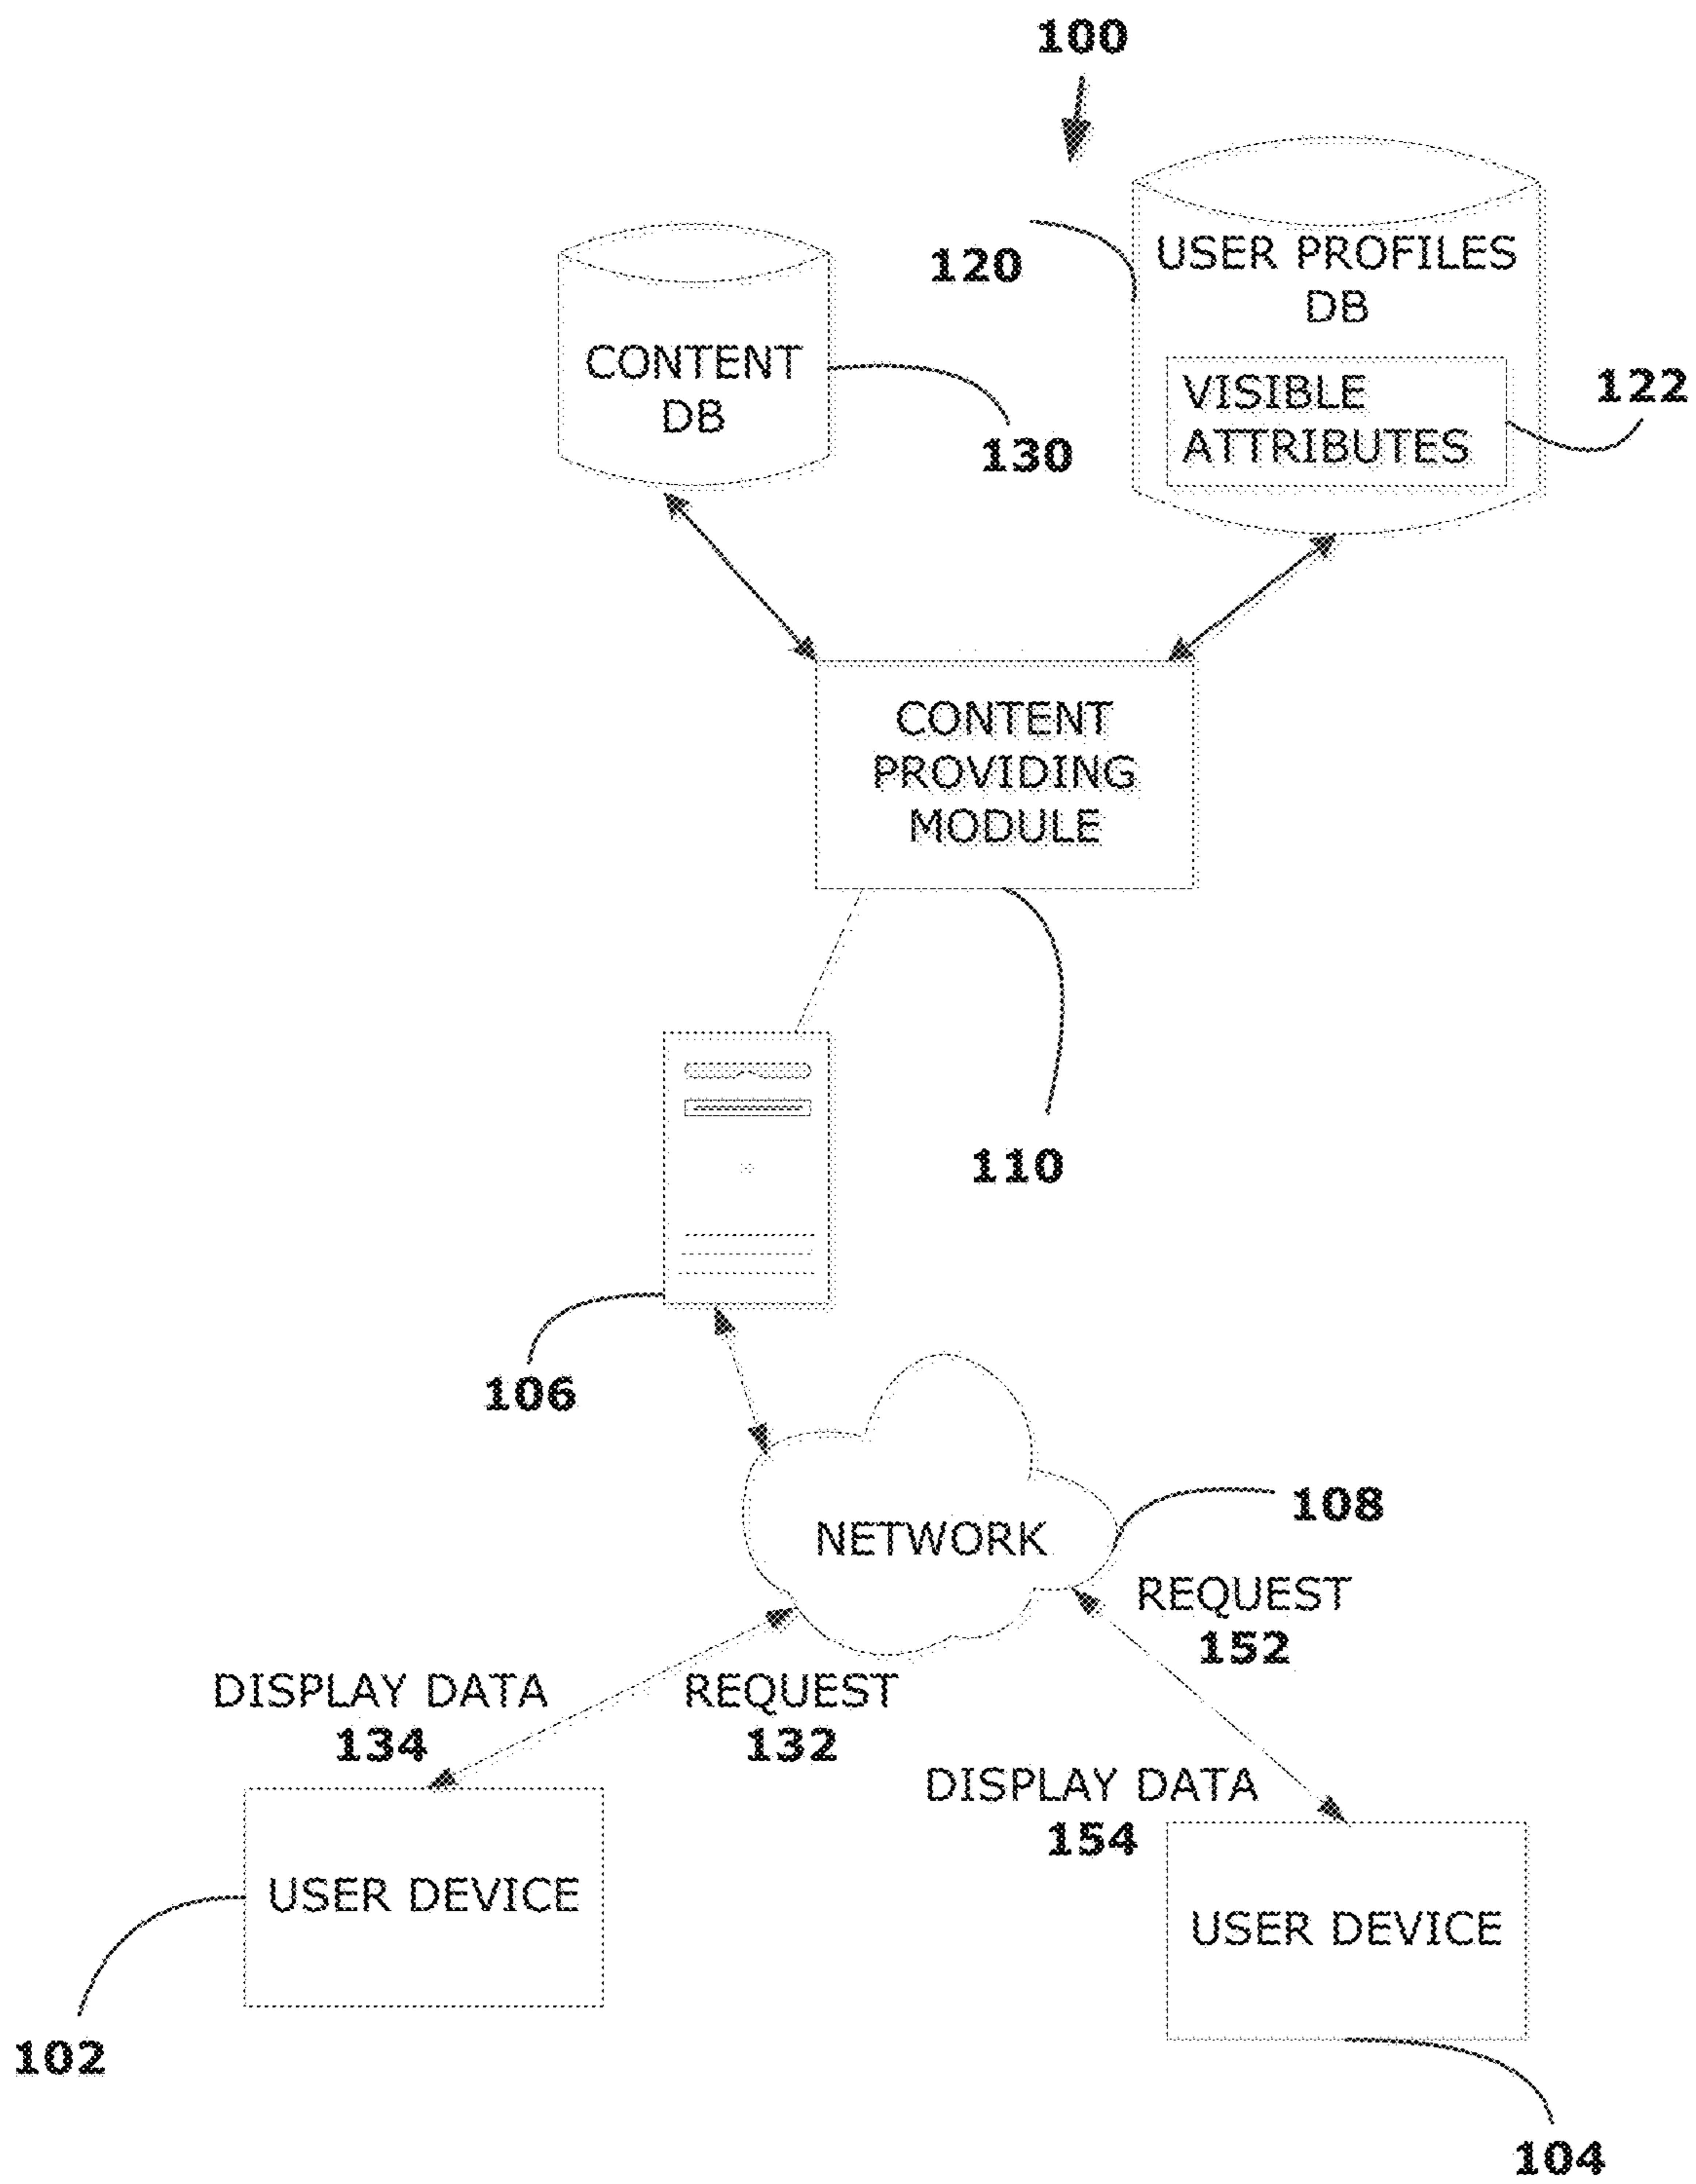 100
120
USER PROFILES
DB
CONTENT
DB
VISIBLE
ATTRIBUTES
122
130
CONTENT
PROVIDING
MODULE
110
106
NETWORK
108
REQUEST
152
DISPLAY DATA
134
REQUEST
132
DISPLAY DATA
154
USER DEVICE
USER DEVICE
102
104